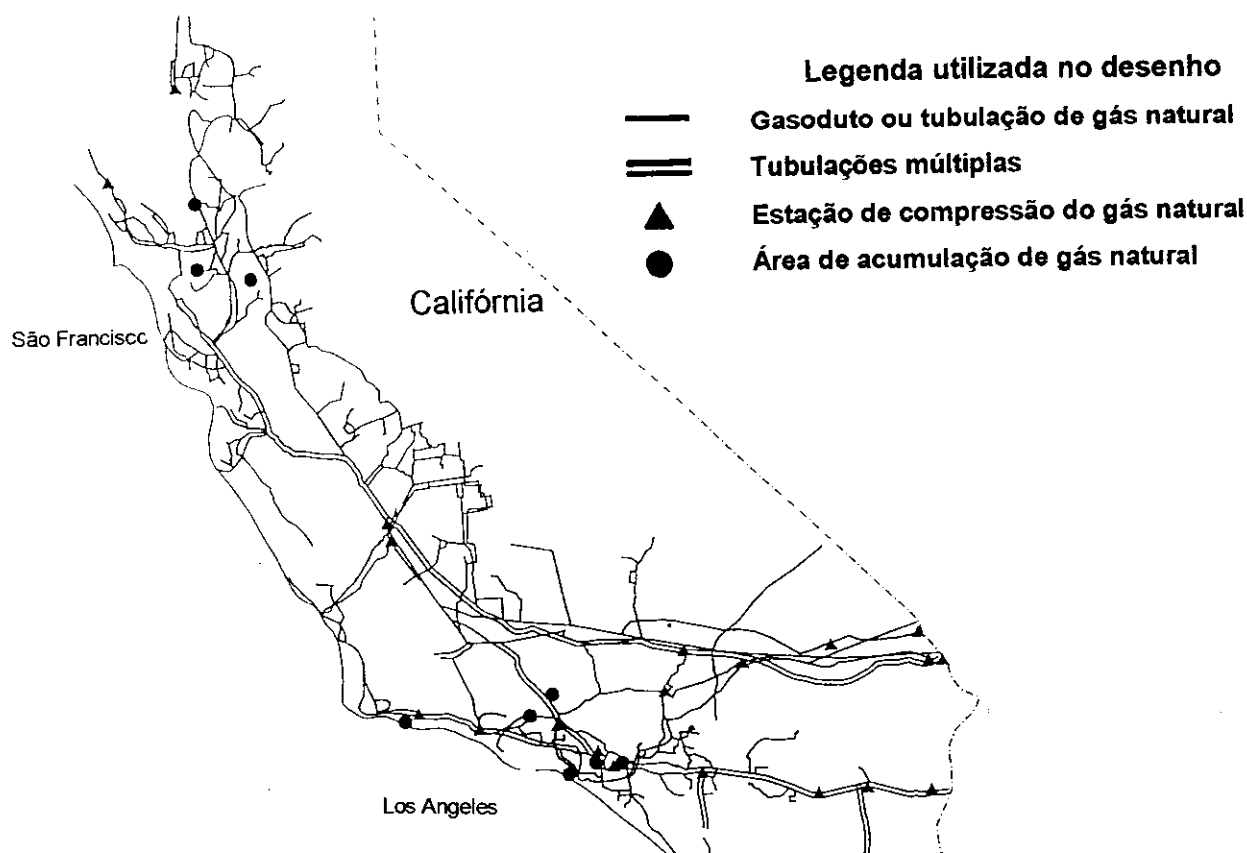 Legenda utilizada no desenho
Gasoduto ou tubulação de gás natural
Tubulações múltiplas
Estação de compressão do gás natural
Área de acumulação de gás natural
Califórnia
São Franciscc
Los Angeles